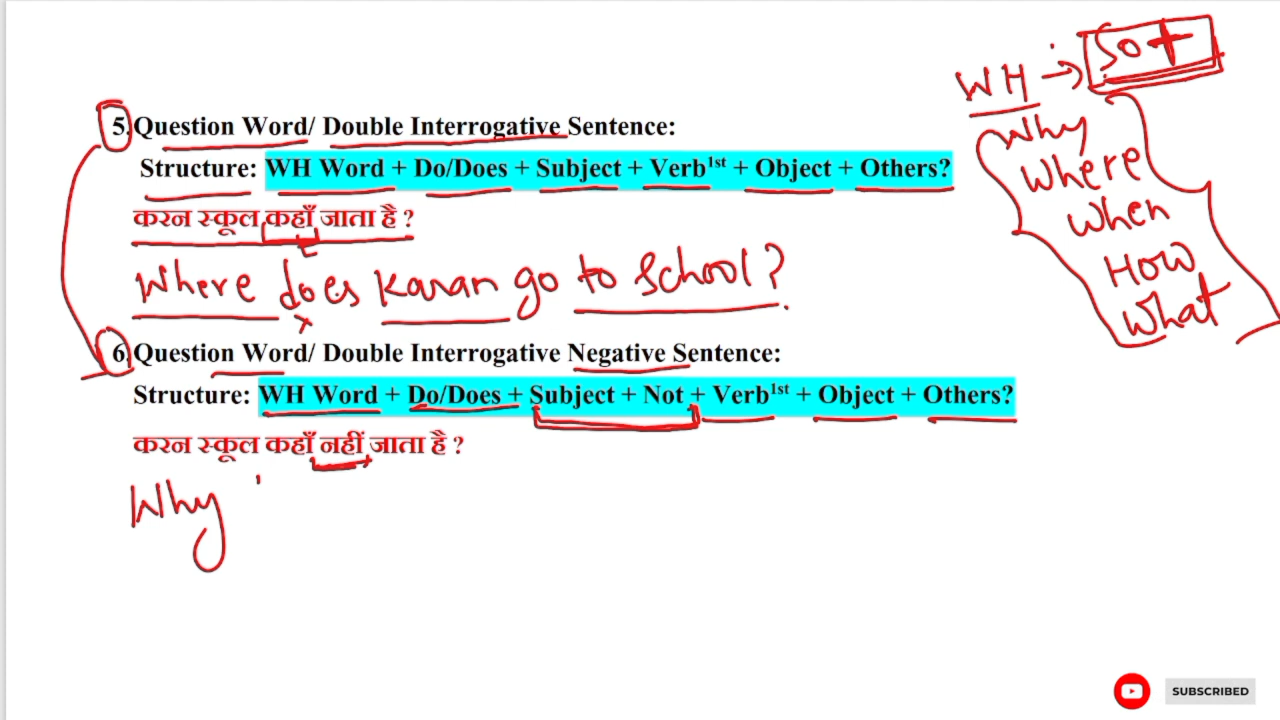 WH → 50+
Why
Where
When
How
What
5.Question Word/ Double Interrogative Sentence:
Structure: WH Word + Do/Does + Subject + Verb1st + Object + Others?
करन स्कूल कहाँ जाता है ?
Where does Karan go to School?
6.Question Word/ Double Interrogative Negative Sentence:
Structure: WH Word + Do/Does + Subject + Not + Verb1st + Object + Others?
करन स्कूल कहाँ नहीं जाता है ?
Why
SUBSCRIBED